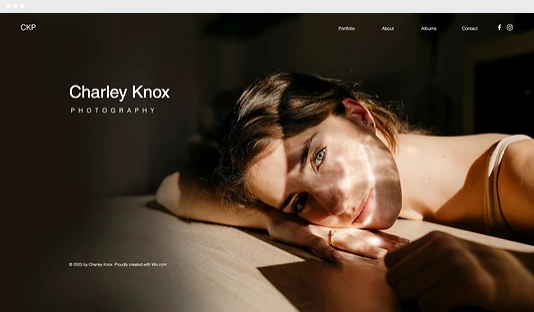 CKP
Portfolio
About
Albums
Contact
Charley Knox
PHOTOGRAPHY
© 2023 by Charley Knox. Proudly created with Wix.com